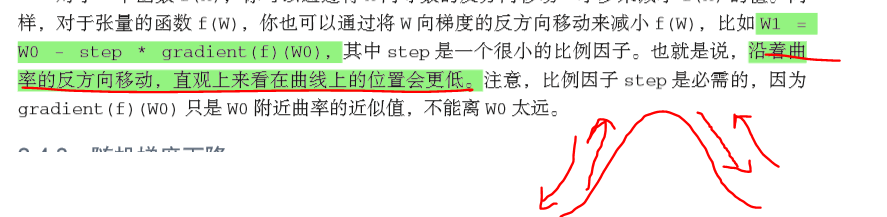 样，对于张量的函数 f(W)，你也可以通过将 W 向梯度的反方向移动来减小 f(W)，比如 W1 =
W0 - step * gradient(f)(W0)，其中 step 是一个很小的比例因子。也就是说，沿着曲
率的反方向移动，直观上来看在曲线上的位置会更低。注意，比例因子 step 是必需的，因为
gradient(f)(W0) 只是 W0 附近曲率的近似值，不能离 W0 太远。
随机梯度下降